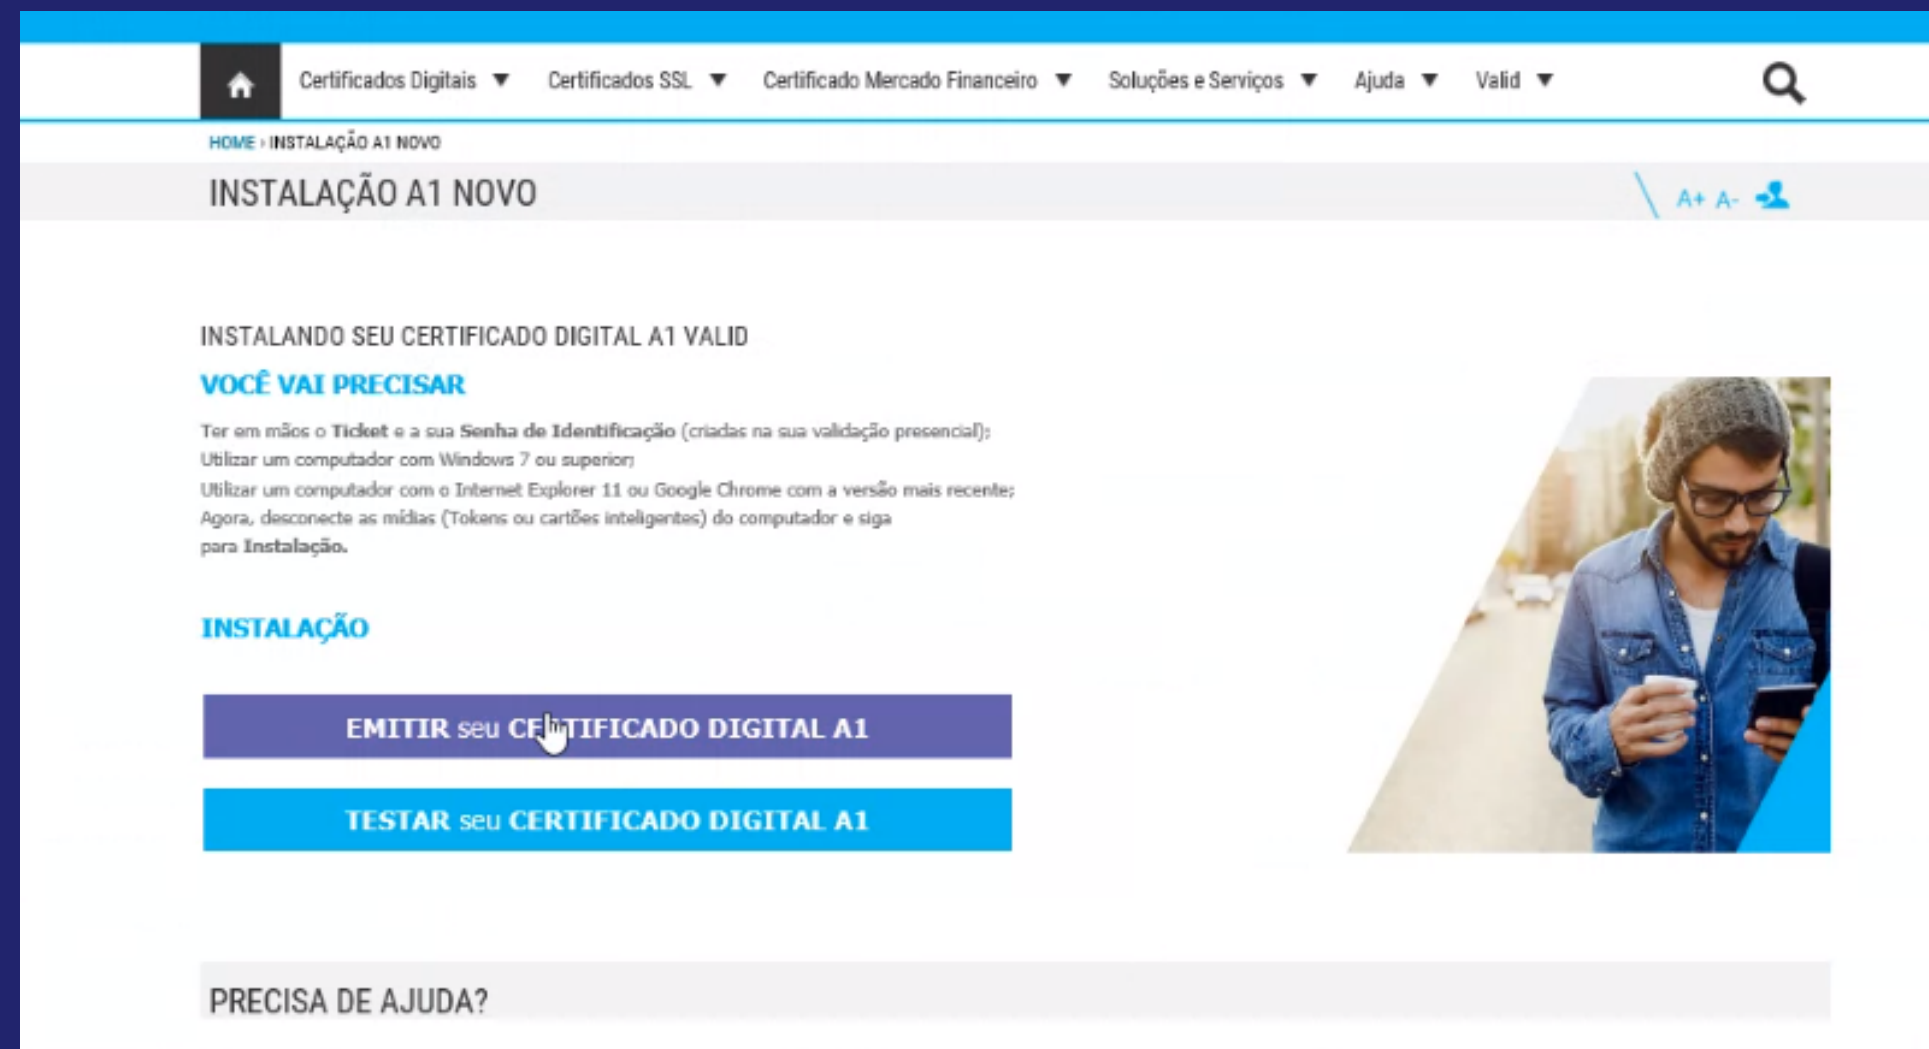 Certificados Digitais ▼ Certificados SSL ▼ Certificado Mercado Financeiro ▼ Soluções e Serviços ▼ Ajuda ▼ Valid ▼
HOME › INSTALAÇÃO A1 NOVO
INSTALAÇÃO A1 NOVO
A+ A-
INSTALANDO SEU CERTIFICADO DIGITAL A1 VALID
VOCÊ VAI PRECISAR
Ter em mãos o Ticket e a sua Senha de Identificação (criadas na sua validação presencial);
Utilizar um computador com Windows 7 ou superior;
Utilizar um computador com o Internet Explorer 11 ou Google Chrome com a versão mais recente;
Agora, desconecte as mídias (Tokens ou cartões inteligentes) do computador e siga
para Instalação.
INSTALAÇÃO
EMITIR seu CERTIFICADO DIGITAL A1
TESTAR seu CERTIFICADO DIGITAL A1
PRECISA DE AJUDA?